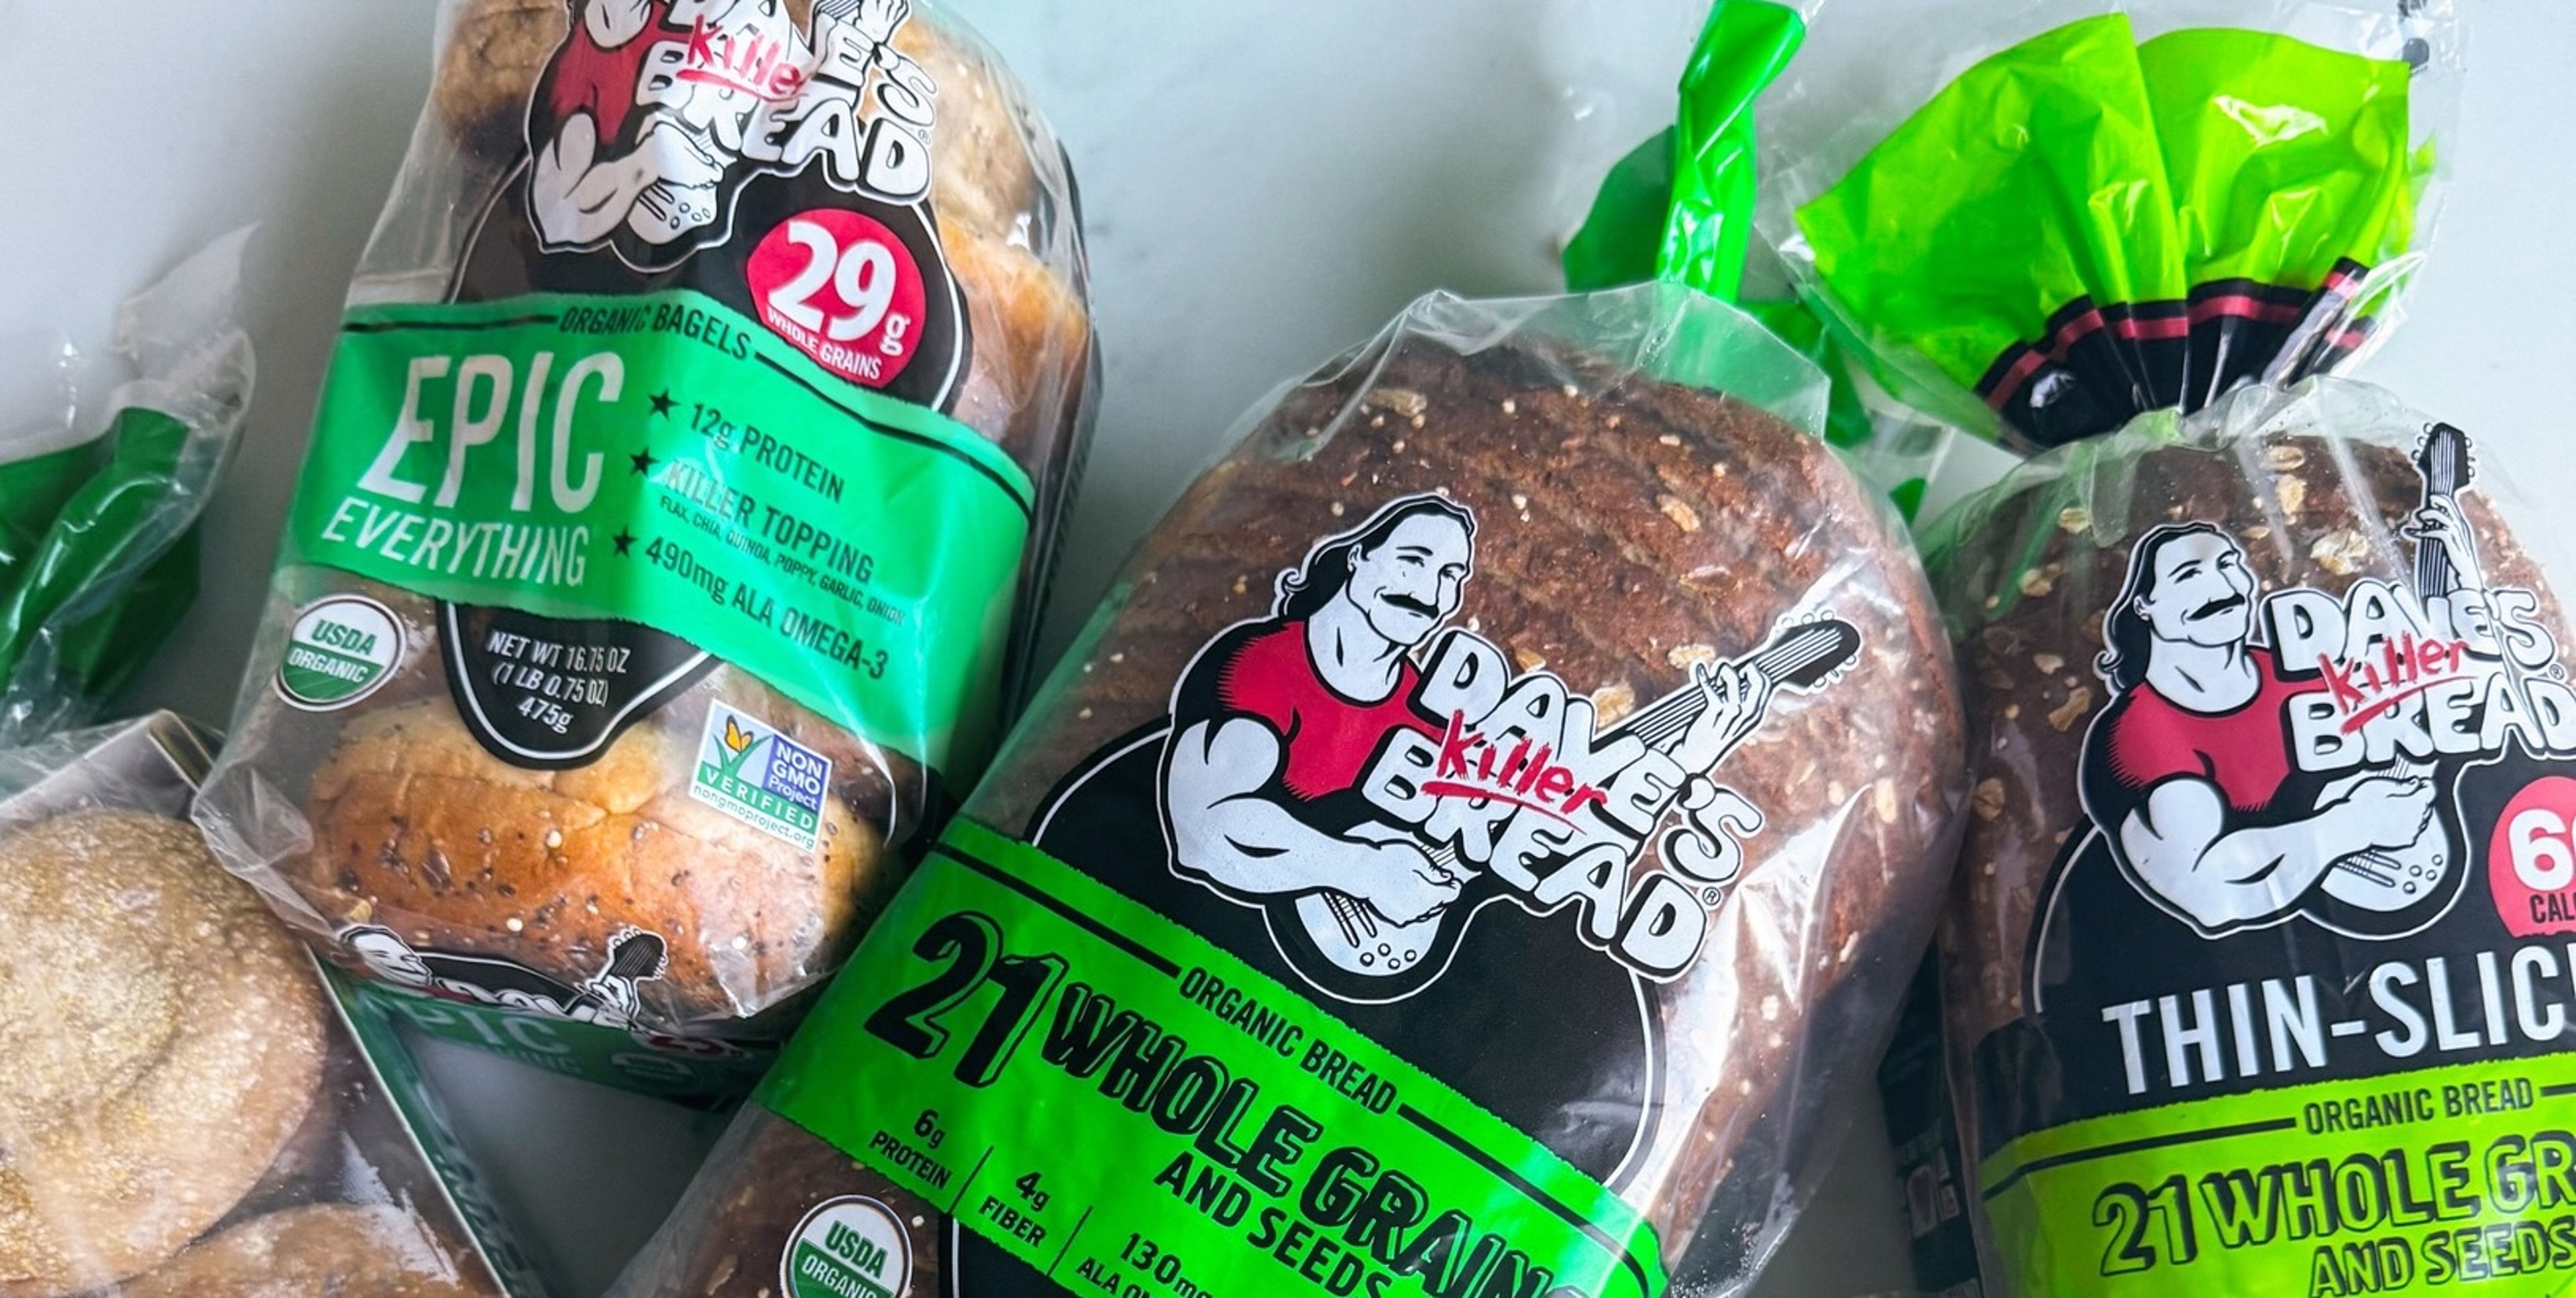 DAVE'S
Killer
BREAD®
29g
WHOLE GRAINS
ORGANIC BAGELS
EPIC
EVERYTHING
★ 12g PROTEIN
★ KILLER TOPPING
FLAX, CHIA, QUINOA, POPPY, GARLIC, ONION
★ 490mg ALA OMEGA-3
USDA
ORGANIC
NET WT 16.75 OZ
(1 LB 0.75 OZ)
475g
NON
GMO
Project
VERIFIED
nongmoproject.org
EPIC
DAVE'S
Killer
BREAD®
ORGANIC BREAD
21 WHOLE GRAINS
AND SEEDS
6g
PROTEIN
4g
FIBER
130mg
ALA
USDA
ORGANIC
DAVE'S
Killer
BREAD
THIN-SLIC
ORGANIC BREAD
21 WHOLE GR
AND SEEDS